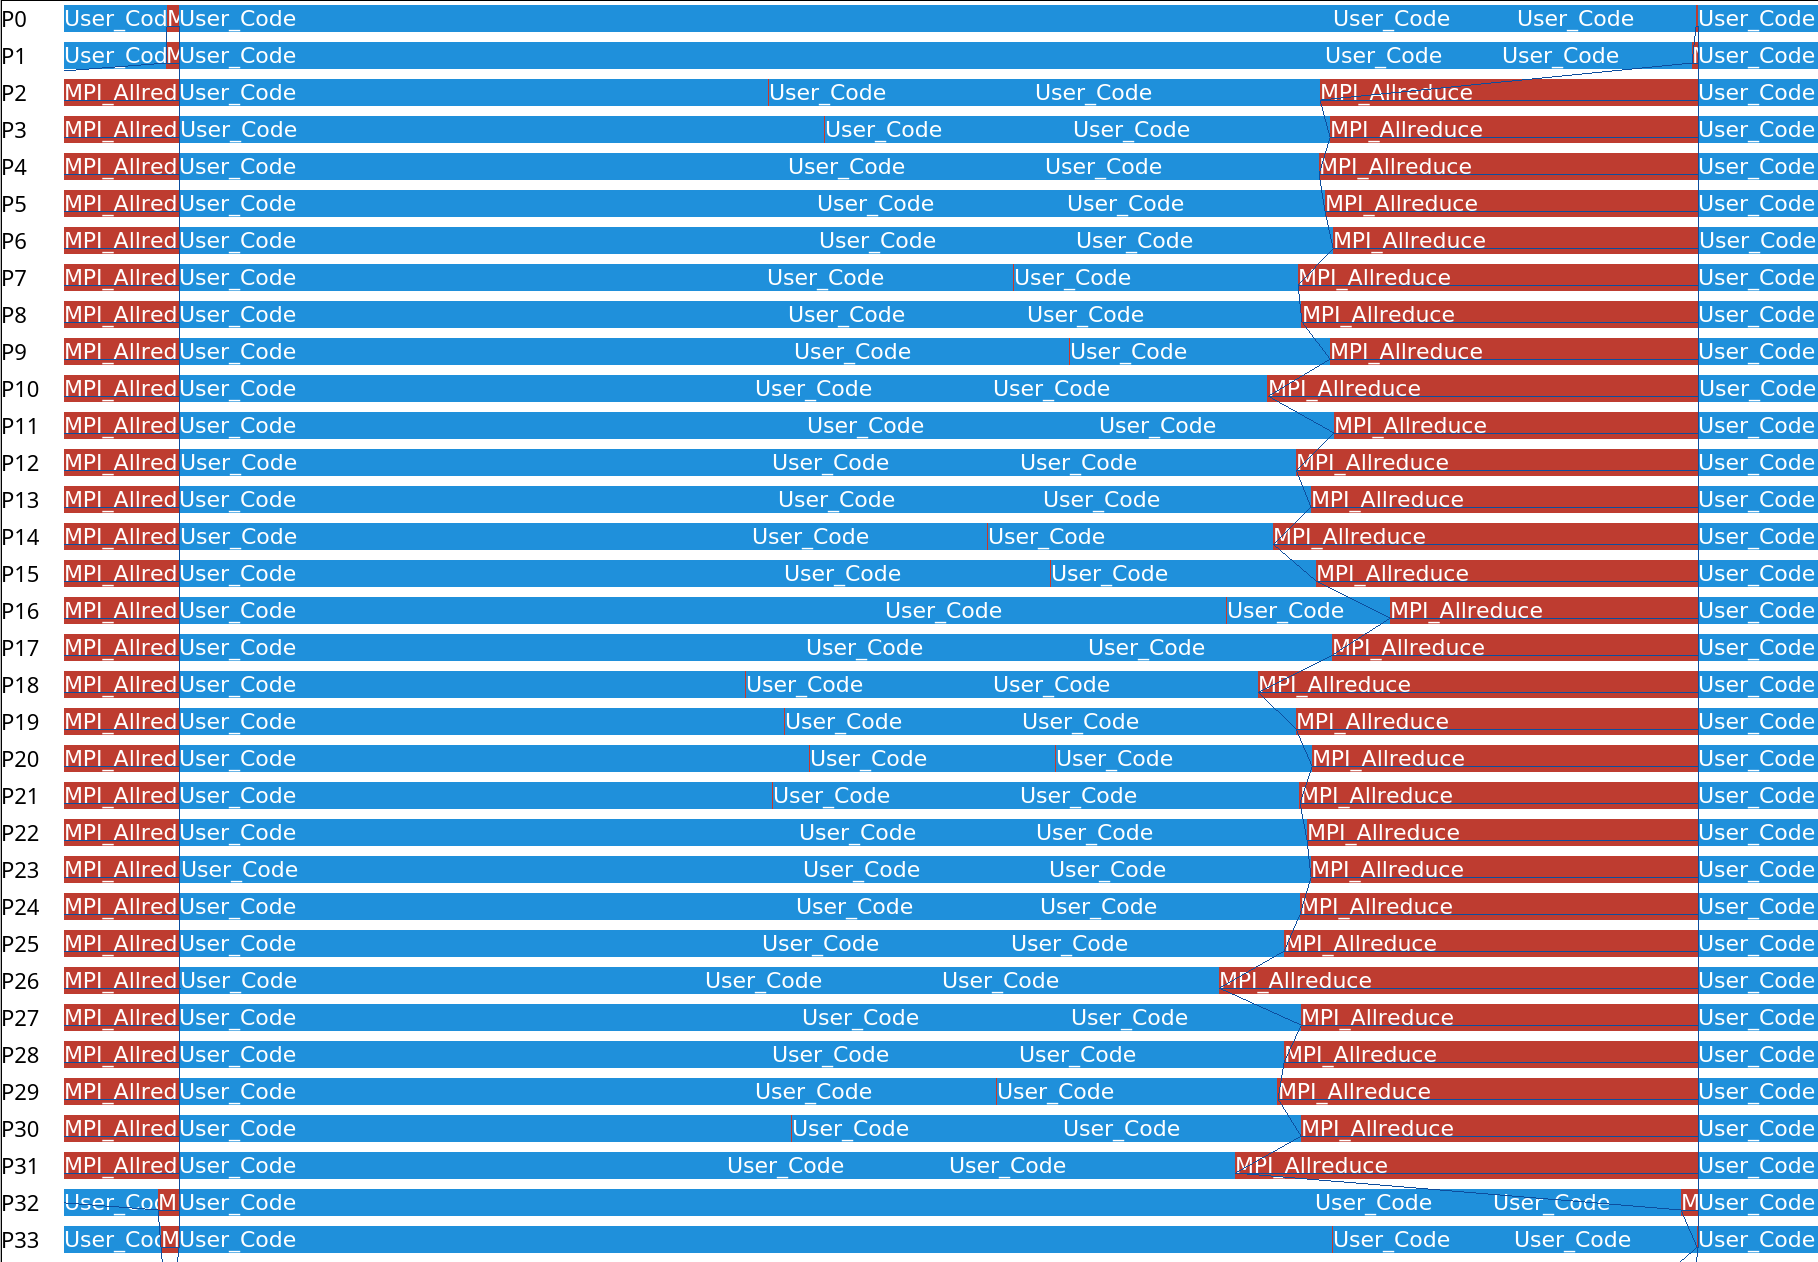 P0 User_Cod M User_Code User_Code User_Code User_Code
P1 User_Cod M User_Code User_Code User_Code User_Code
P2 MPI_Allred User_Code User_Code User_Code MPI_Allreduce User_Code
P3 MPI_Allred User_Code User_Code User_Code MPI_Allreduce User_Code
P4 MPI_Allred User_Code User_Code User_Code MPI_Allreduce User_Code
P5 MPI_Allred User_Code User_Code User_Code MPI_Allreduce User_Code
P6 MPI_Allred User_Code User_Code User_Code MPI_Allreduce User_Code
P7 MPI_Allred User_Code User_Code User_Code MPI_Allreduce User_Code
P8 MPI_Allred User_Code User_Code User_Code MPI_Allreduce User_Code
P9 MPI_Allred User_Code User_Code User_Code MPI_Allreduce User_Code
P10 MPI_Allred User_Code User_Code User_Code MPI_Allreduce User_Code
P11 MPI_Allred User_Code User_Code User_Code MPI_Allreduce User_Code
P12 MPI_Allred User_Code User_Code User_Code MPI_Allreduce User_Code
P13 MPI_Allred User_Code User_Code User_Code MPI_Allreduce User_Code
P14 MPI_Allred User_Code User_Code User_Code MPI_Allreduce User_Code
P15 MPI_Allred User_Code User_Code User_Code MPI_Allreduce User_Code
P16 MPI_Allred User_Code User_Code User_Code MPI_Allreduce User_Code
P17 MPI_Allred User_Code User_Code User_Code MPI_Allreduce User_Code
P18 MPI_Allred User_Code User_Code User_Code MPI_Allreduce User_Code
P19 MPI_Allred User_Code User_Code User_Code MPI_Allreduce User_Code
P20 MPI_Allred User_Code User_Code User_Code MPI_Allreduce User_Code
P21 MPI_Allred User_Code User_Code User_Code MPI_Allreduce User_Code
P22 MPI_Allred User_Code User_Code User_Code MPI_Allreduce User_Code
P23 MPI_Allred User_Code User_Code User_Code MPI_Allreduce User_Code
P24 MPI_Allred User_Code User_Code User_Code MPI_Allreduce User_Code
P25 MPI_Allred User_Code User_Code User_Code MPI_Allreduce User_Code
P26 MPI_Allred User_Code User_Code User_Code MPI_Allreduce User_Code
P27 MPI_Allred User_Code User_Code User_Code MPI_Allreduce User_Code
P28 MPI_Allred User_Code User_Code User_Code MPI_Allreduce User_Code
P29 MPI_Allred User_Code User_Code User_Code MPI_Allreduce User_Code
P30 MPI_Allred User_Code User_Code User_Code MPI_Allreduce User_Code
P31 MPI_Allred User_Code User_Code User_Code MPI_Allreduce User_Code
P32 User_Co M User_Code User_Code User_Code M User_Code
P33 User_Co M User_Code User_Code User_Code User_Code